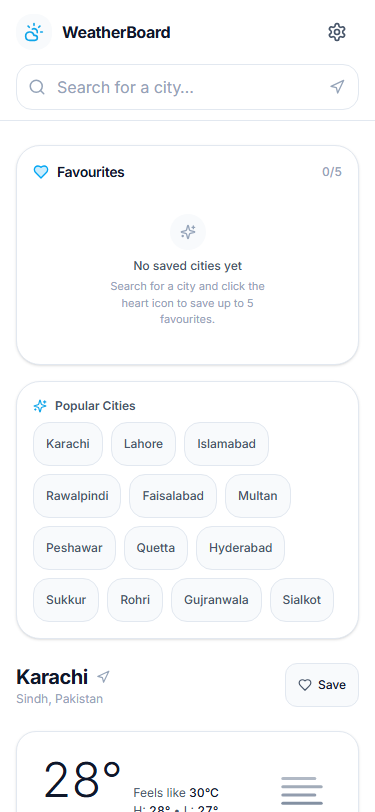 WeatherBoard
Search for a city...
Favourites 0/5
No saved cities yet
Search for a city and click the
heart icon to save up to 5
favourites.
Popular Cities
Karachi Lahore Islamabad
Rawalpindi Faisalabad Multan
Peshawar Quetta Hyderabad
Sukkur Rohri Gujranwala Sialkot
Karachi
Sindh, Pakistan
Save
28°
Feels like 30°C
H: 28° • L: 27°